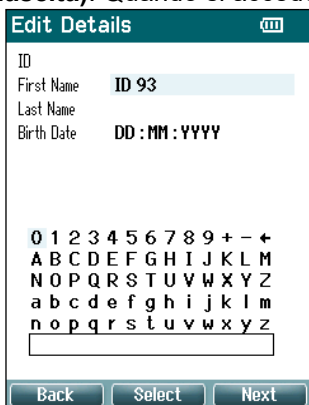 Edit Details
ID
First Name ID 93
Last Name
Birth Date DD : MM : YYYY
0 1 2 3 4 5 6 7 8 9 + - ←
A B C D E F G H I J K L M
N O P Q R S T U V W X Y Z
a b c d e f g h i j k l m
n o p q r s t u v w x y z
Back Select Next